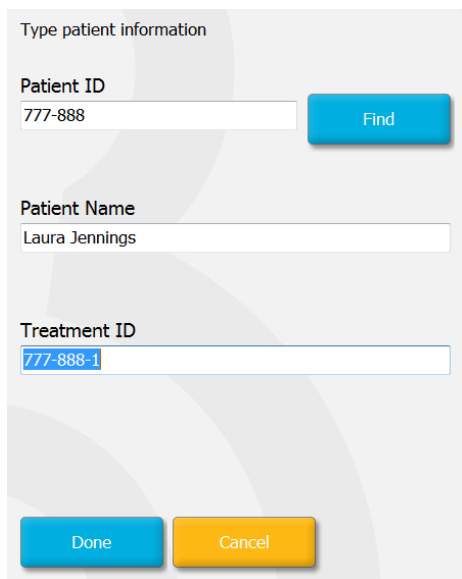 Type patient information
Patient ID
777-888
Find
Patient Name
Laura Jennings
Treatment ID
777-888-1
Done
Cancel